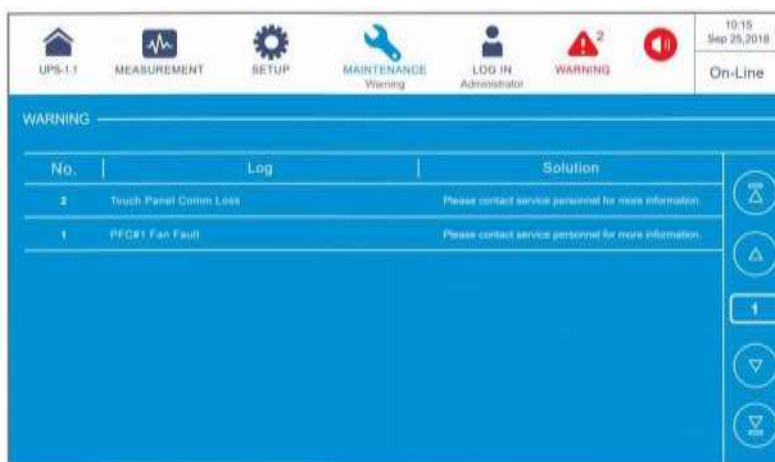 UPS-1.1 MEASUREMENT SETUP MAINTENANCE LOG IN WARNING 2 10:15
Warning Administrator Sep 25,2018
On-Line
WARNING
No. Log Solution
2 Touch Panel Comm Loss Please contact service personnel for more information.
1 PFC#1 Fan Fault Please contact service personnel for more information.
1